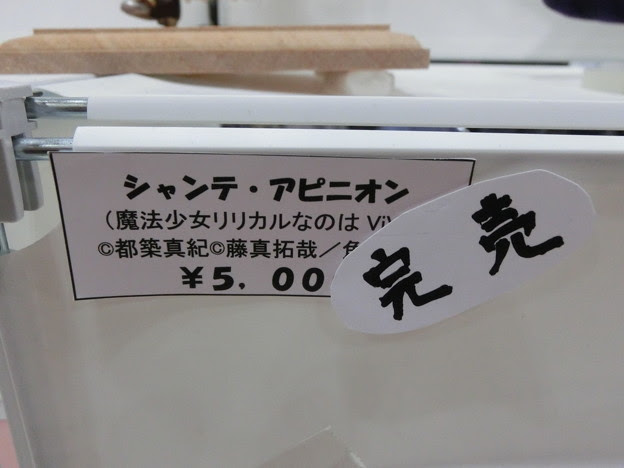 シャンテ・アピニオン
(魔法少女リリカルなのは Vi
©都築真紀©藤真拓哉／角
¥5,00
完売